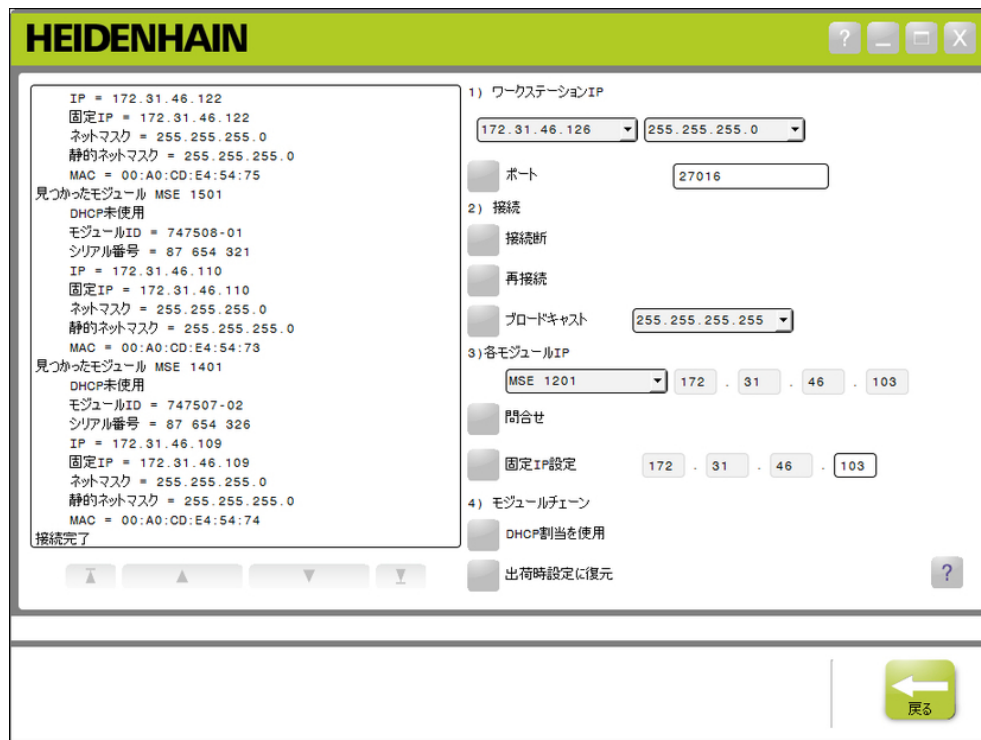 HEIDENHAIN
? _ □ X
IP = 172.31.46.122
固定IP = 172.31.46.122
ネットマスク = 255.255.255.0
静的ネットマスク = 255.255.255.0
MAC = 00:A0:CD:E4:54:75
見つかったモジュール MSE 1501
DHCP未使用
モジュールID = 747508-01
シリアル番号 = 87 654 321
IP = 172.31.46.110
固定IP = 172.31.46.110
ネットマスク = 255.255.255.0
静的ネットマスク = 255.255.255.0
MAC = 00:A0:CD:E4:54:73
見つかったモジュール MSE 1401
DHCP未使用
モジュールID = 747507-02
シリアル番号 = 87 654 326
IP = 172.31.46.109
固定IP = 172.31.46.109
ネットマスク = 255.255.255.0
静的ネットマスク = 255.255.255.0
MAC = 00:A0:CD:E4:54:74
接続完了
1) ワークステーションIP
172.31.46.126 255.255.255.0
ポート 27016
2) 接続
接続断
再接続
ブロードキャスト 255.255.255.255
3)各モジュールIP
MSE 1201 172 . 31 . 46 . 103
問合せ
固定IP設定 172 . 31 . 46 . 103
4) モジュールチェーン
DHCP割当を使用
出荷時設定に復元
?
戻る